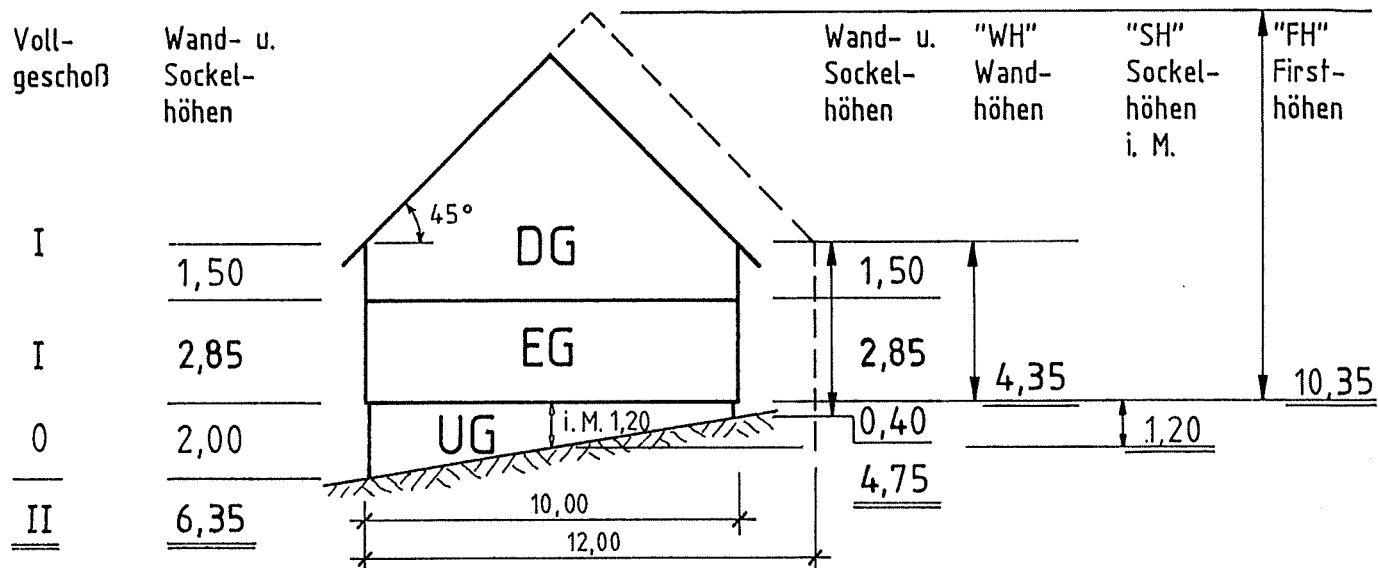 Voll-
geschoß
Wand- u.
Sockel-
höhen
Wand- u.
Sockel-
höhen
"WH"
Wand-
höhen
"SH"
Sockel-
höhen
i. M.
"FH"
First-
höhen
45°
I
DG
1,50
1,50
I
2,85
EG
2,85
4,35
10,35
0
2,00
UG
i. M. 1,20
0,40
1,20
4,75
II
6,35
10,00
12,00